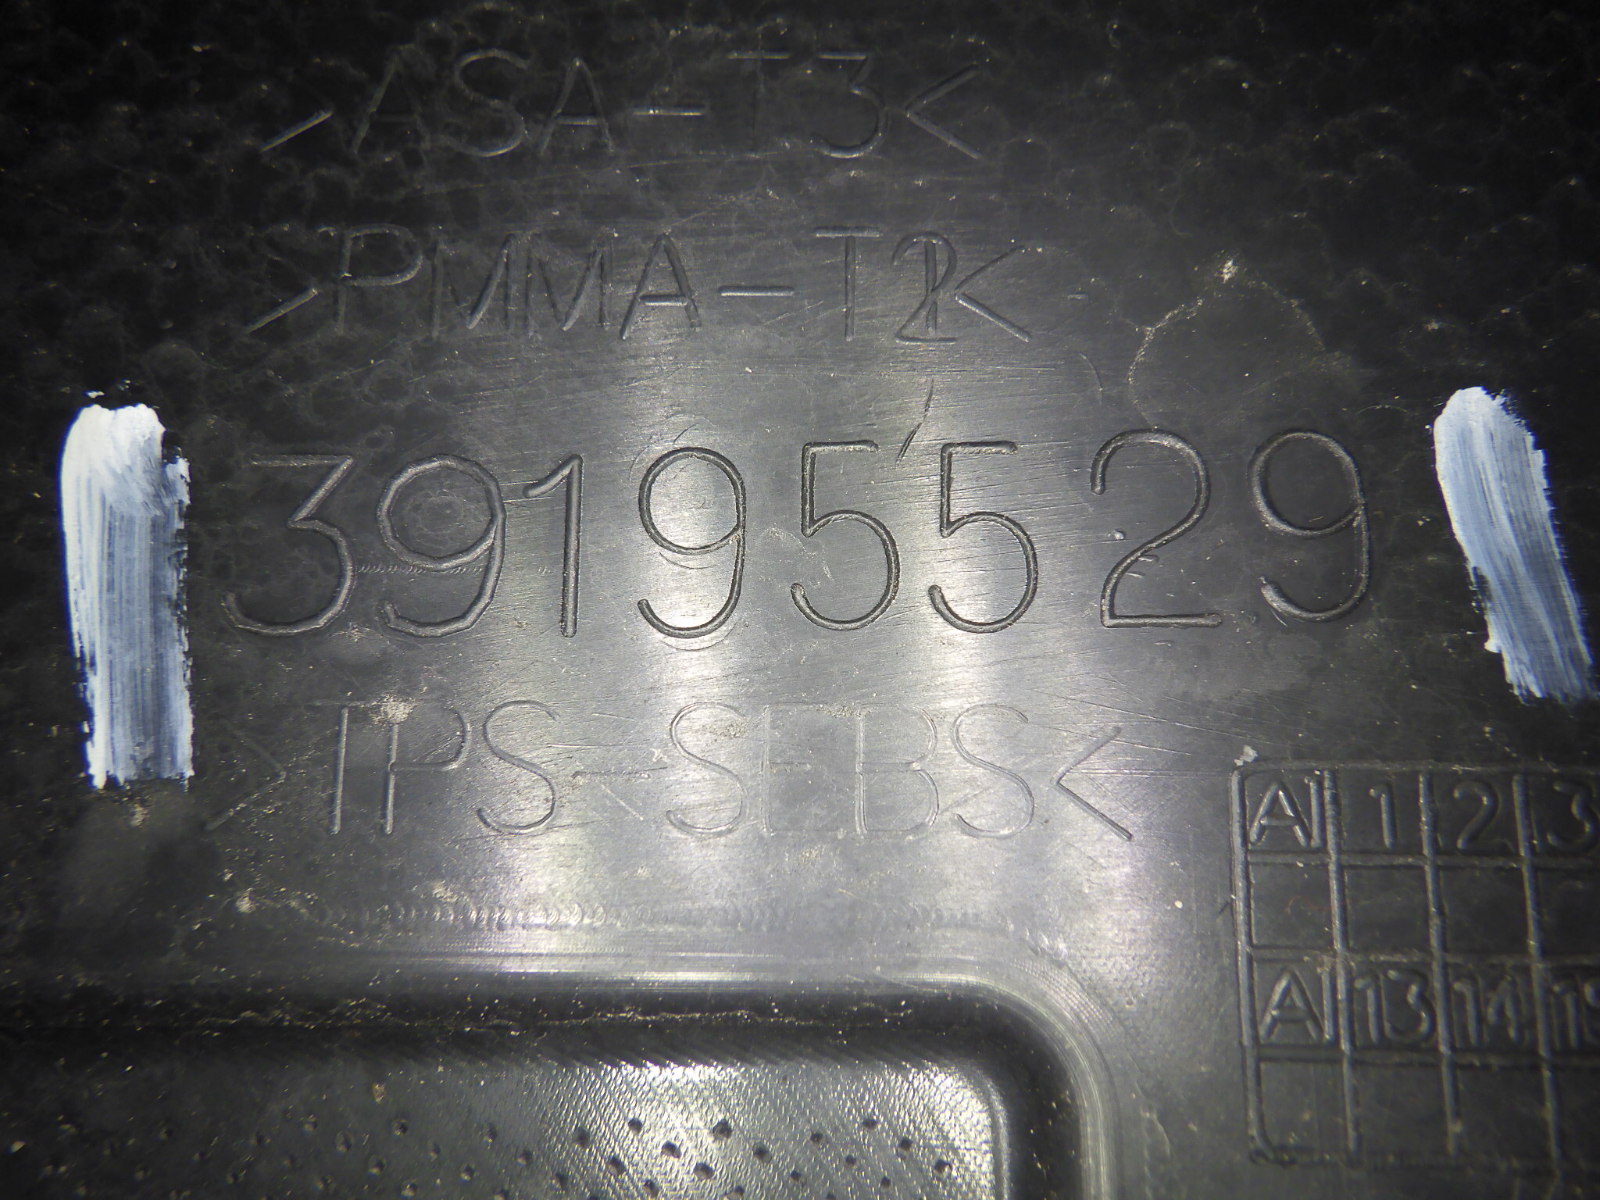 >ASA-T3<
>PMMA-T2<
39195529
>TPS-SEBS<
A 1 2 3
A 13 14